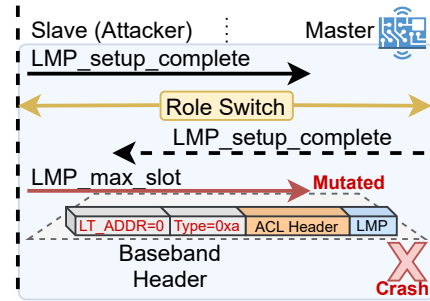 Slave (Attacker) Master
LMP_setup_complete
Role Switch
LMP_setup_complete
LMP_max_slot
Mutated
LT_ADDR=0 Type=0xa ACL Header LMP
Baseband
Header
Crash